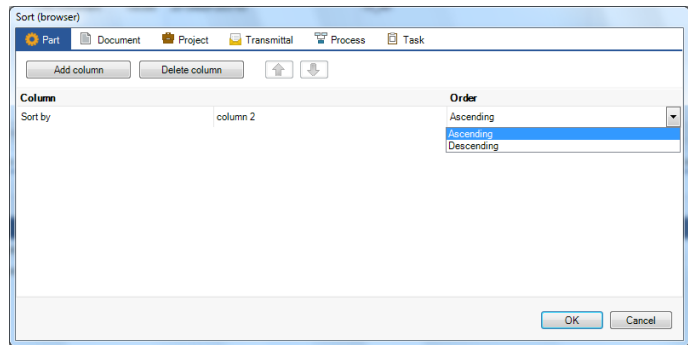 Sort (browser)
Part Document Project Transmittal Process Task
Add column Delete column
Column Order
Sort by column 2 Ascending
Ascending
Descending
OK Cancel